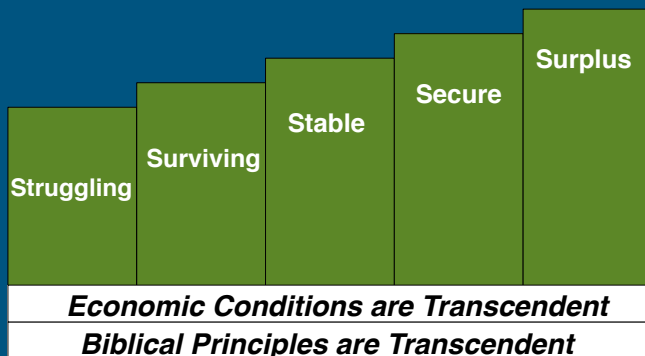 Struggling
Surviving
Stable
Secure
Surplus
Economic Conditions are Transcendent
Biblical Principles are Transcendent